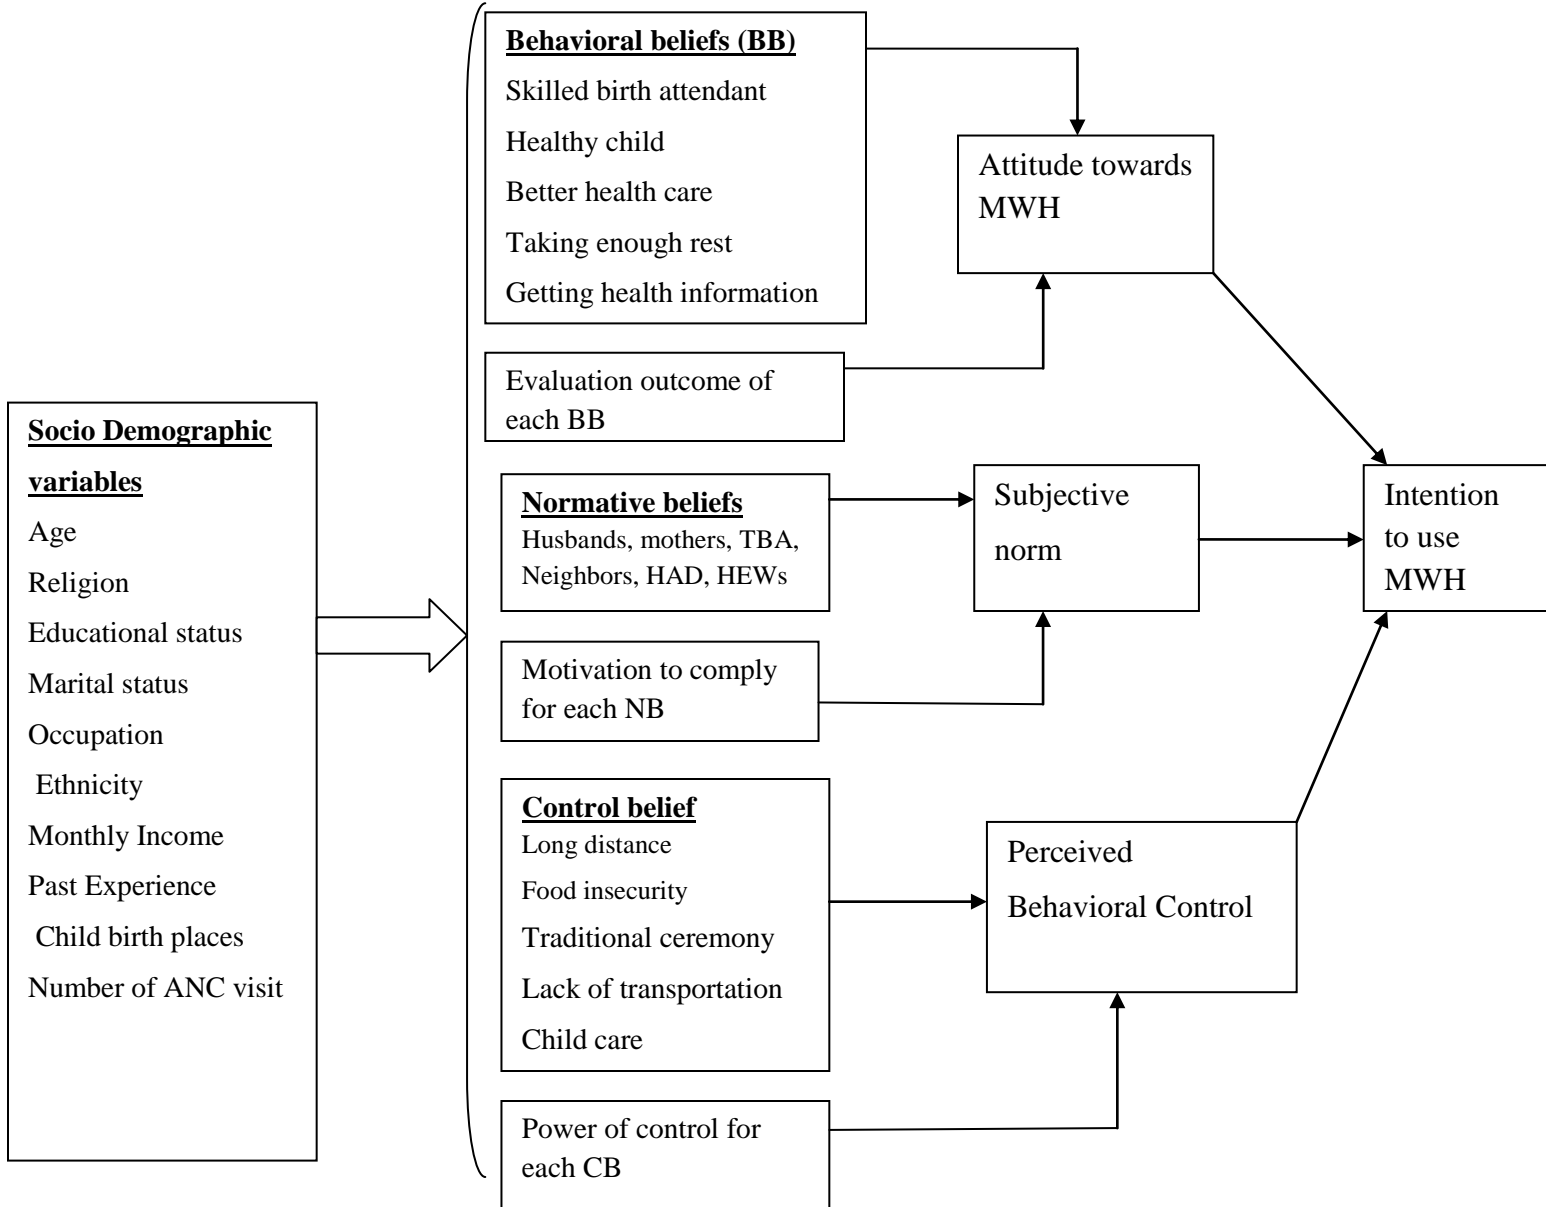 Socio Demographic
variables
Age
Religion
Educational status
Marital status
Occupation
Ethnicity
Monthly Income
Past Experience
Child birth places
Number of ANC visit
Behavioral beliefs (BB)
Skilled birth attendant
Healthy child
Better health care
Taking enough rest
Getting health information
Evaluation outcome of
each BB
Normative beliefs
Husbands, mothers, TBA,
Neighbors, HAD, HEWs
Motivation to comply
for each NB
Control belief
Long distance
Food insecurity
Traditional ceremony
Lack of transportation
Child care
Power of control for
each CB
Attitude towards
MWH
Subjective
norm
Perceived
Behavioral Control
Intention
to use
MWH